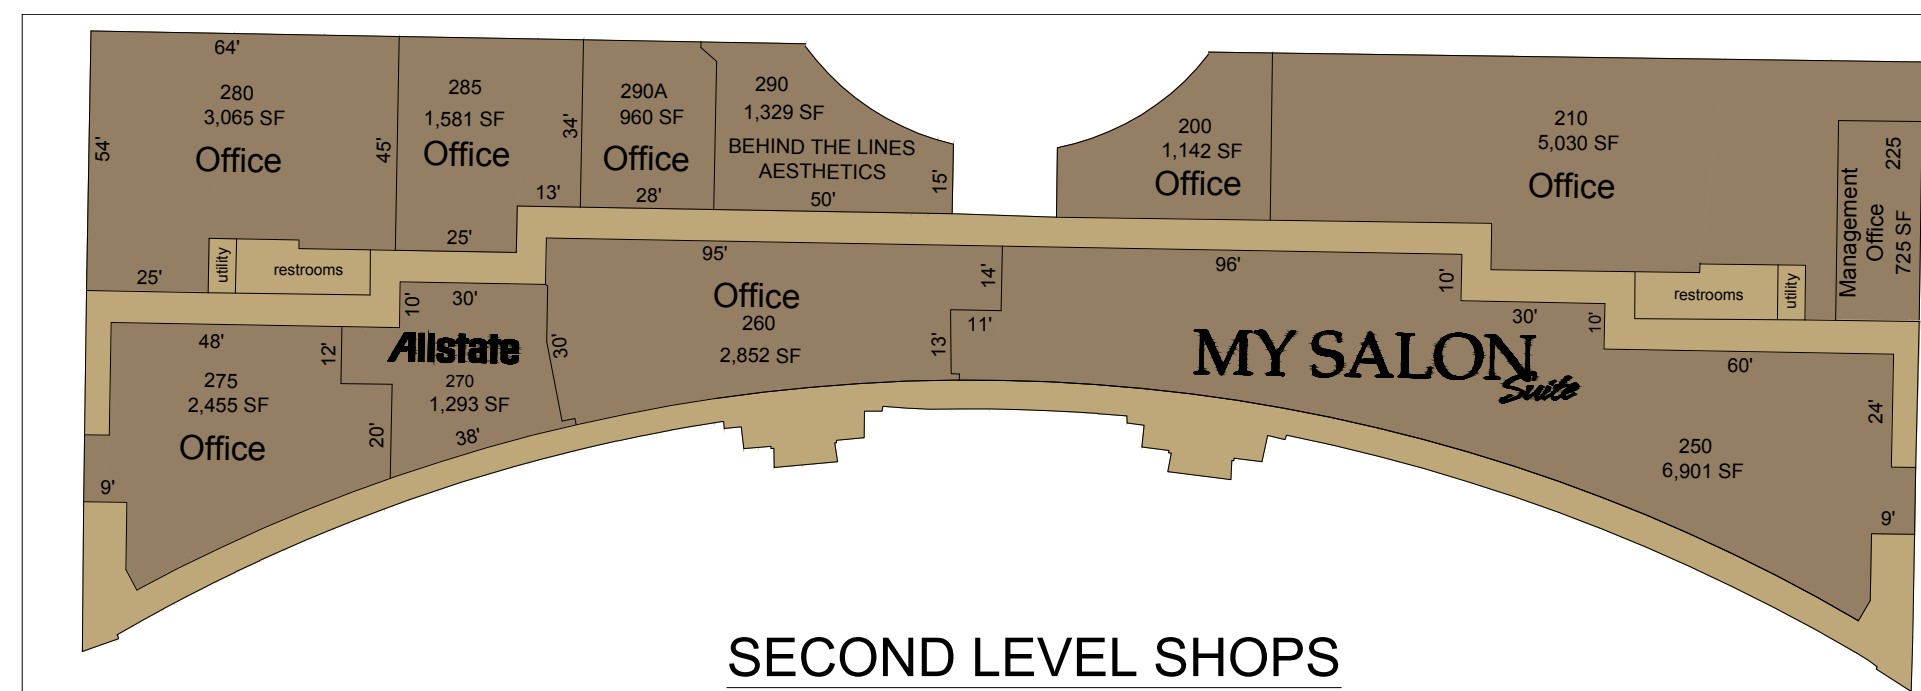 64'
280
3,065 SF
Office
54'
45'
25'
utility
restrooms
285
1,581 SF
Office
34'
13'
25'
290A
960 SF
Office
28'
290
1,329 SF
BEHIND THE LINES
AESTHETICS
50'
15'
200
1,142 SF
Office
210
5,030 SF
Office
Management
Office
225
725 SF
restrooms
utility
48'
12'
275
2,455 SF
Office
20'
9'
10'
30'
Allstate
270
1,293 SF
38'
30'
95'
Office
260
2,852 SF
14'
11'
13'
96'
10'
30'
10'
60'
MY SALON
Suite
24'
250
6,901 SF
9'
SECOND LEVEL SHOPS